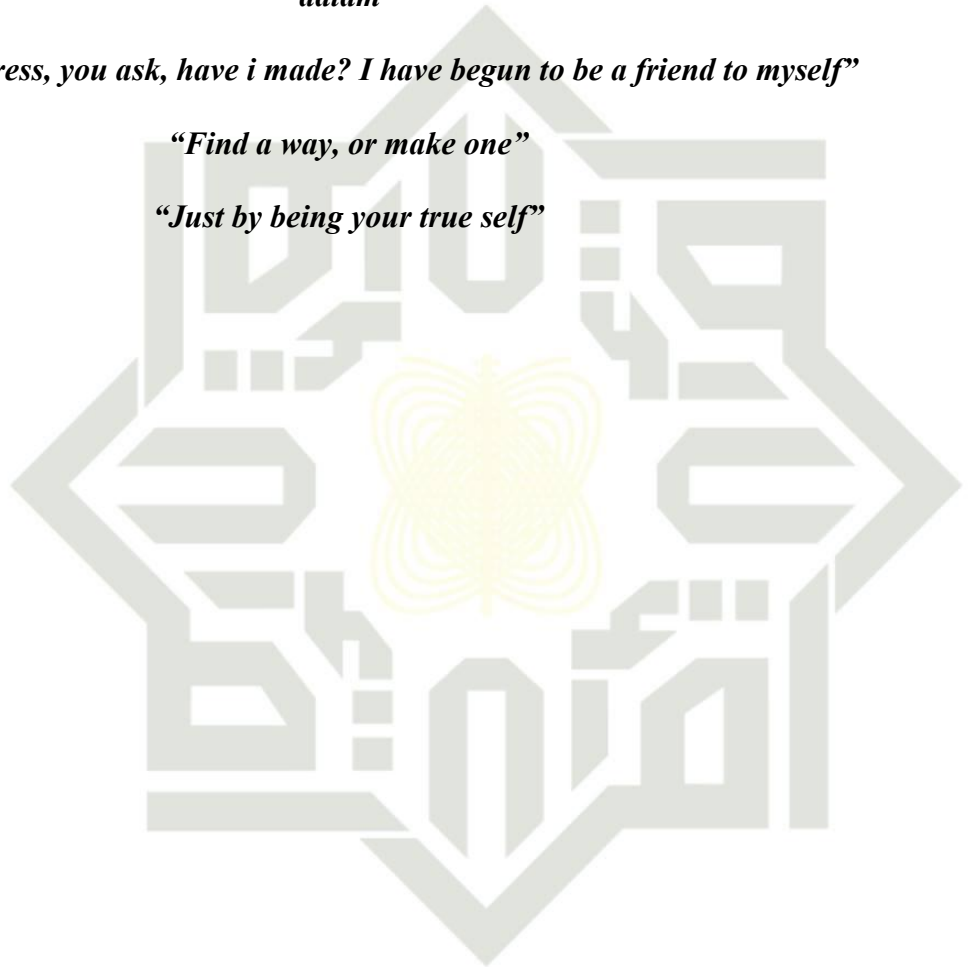 ress, you ask, have i made? I have begun to be a friend to myself”
“Find a way, or make one”
“Just by being your true self”